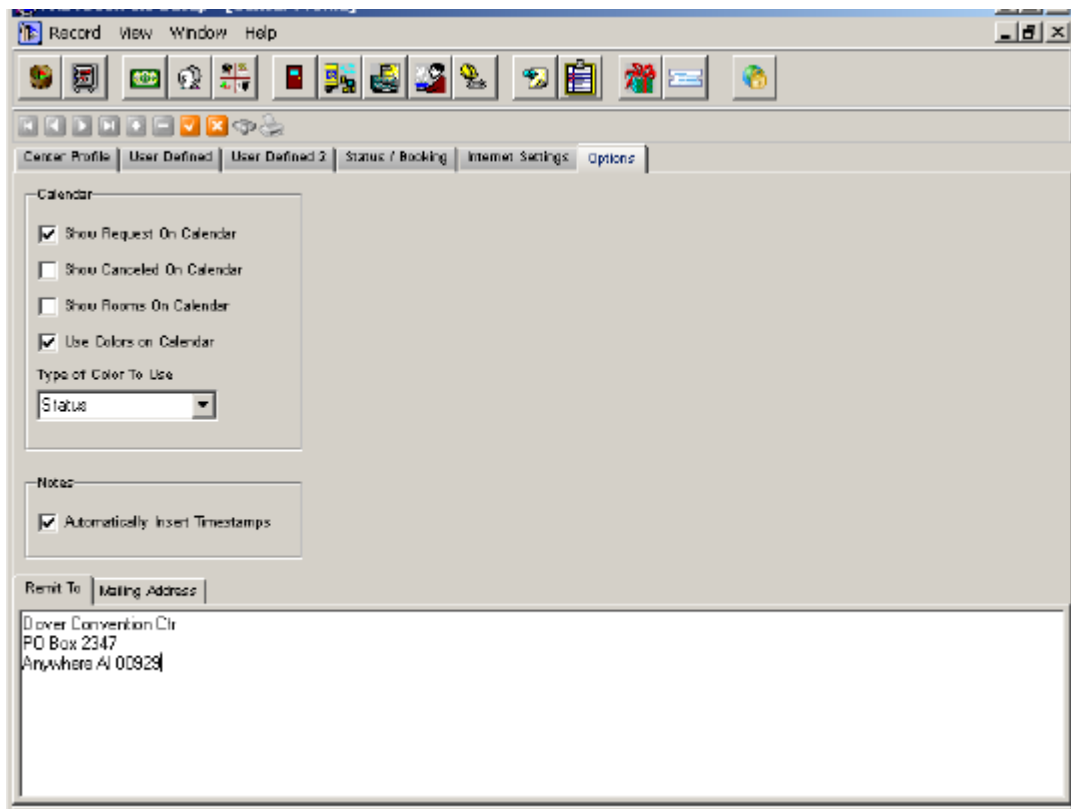 Record View Window Help
Center Profile User Defined User Defined 2 Status / Booking Internet Settings Options
Calendar
Show Request On Calendar
Show Canceled On Calendar
Show Rooms On Calendar
Use Colors on Calendar
Type of Color To Use
Status
Notes
Automatically Insert Timestamps
Remit To Mailing Address
Dover Convention Ctr
PO Box 2347
Anywhere Al 00929